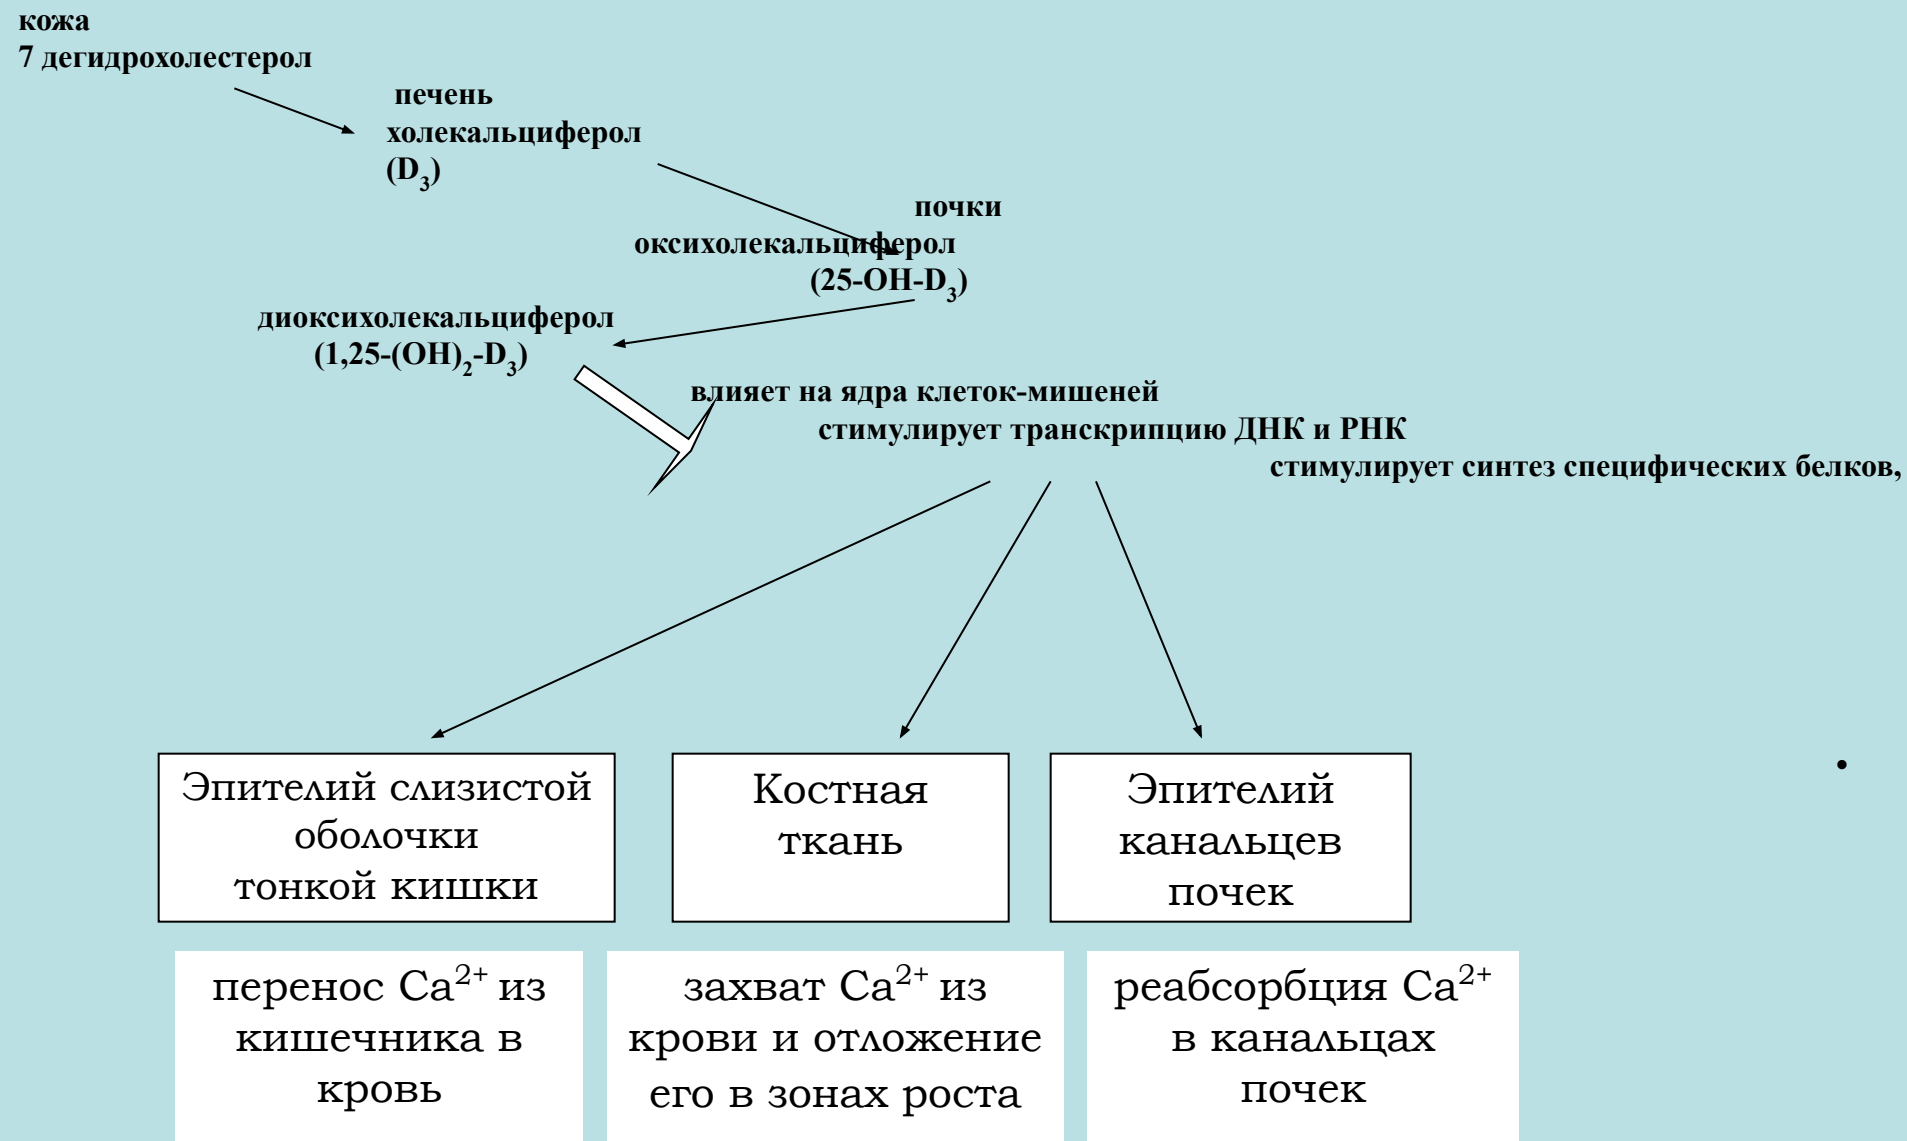 кожа
7 дегидрохолестерол
печень
холекальциферол
(D₃)
почки
оксихолекальциферол
(25-OH-D₃)
диоксихолекальциферол
(1,25-(OH)₂-D₃)
влияет на ядра клеток-мишеней
стимулирует транскрипцию ДНК и РНК
стимулирует синтез специфических белков,
Эпителий слизистой
оболочки
тонкой кишки
Костная
ткань
Эпителий
канальцев
почек
перенос Ca²⁺ из
кишечника в
кровь
захват Ca²⁺ из
крови и отложение
его в зонах роста
реабсорбция Ca²⁺
в канальцах
почек